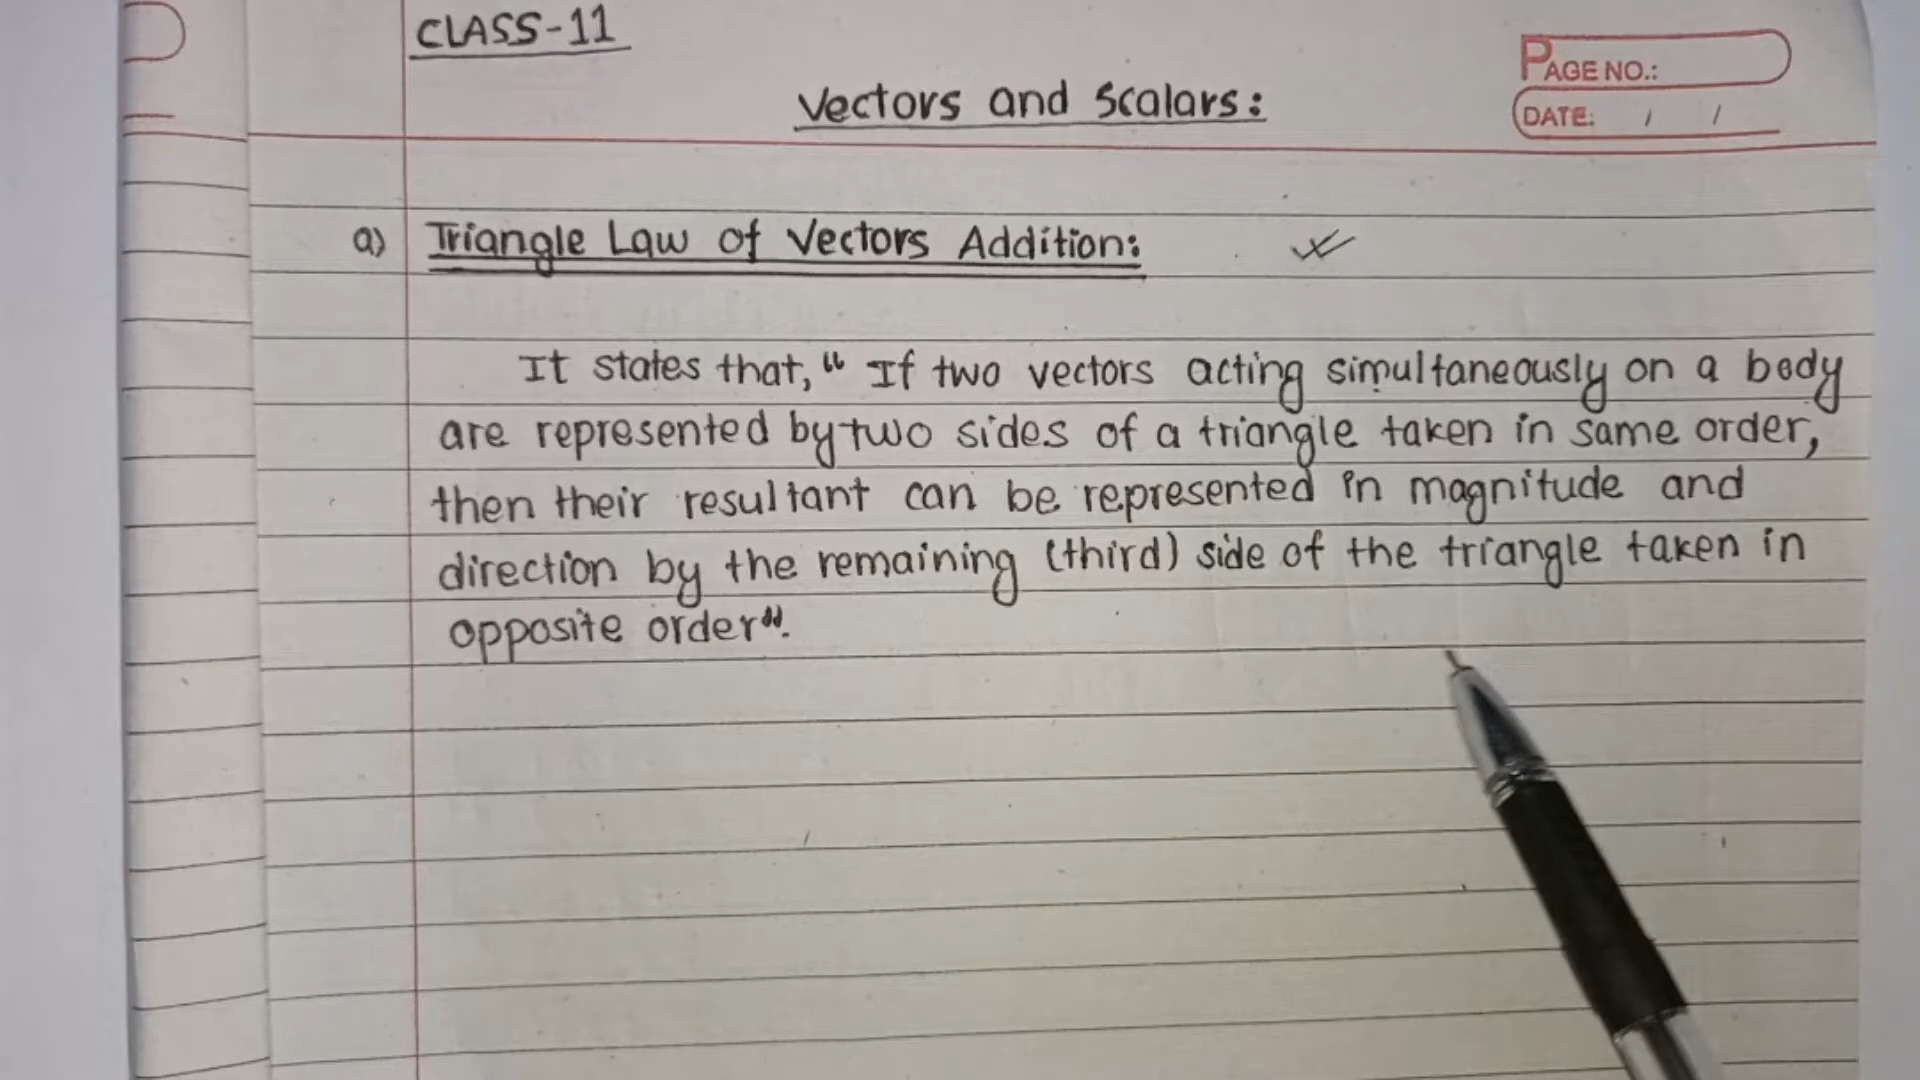 CLASS-11
PAGE NO.:
Vectors and Scalars:
DATE: / /
a) Triangle Law of Vectors Addition:
It states that, "If two vectors acting simultaneously on a body
are represented by two sides of a triangle taken in same order,
then their resultant can be represented in magnitude and
direction by the remaining (third) side of the triangle taken in
opposite order".